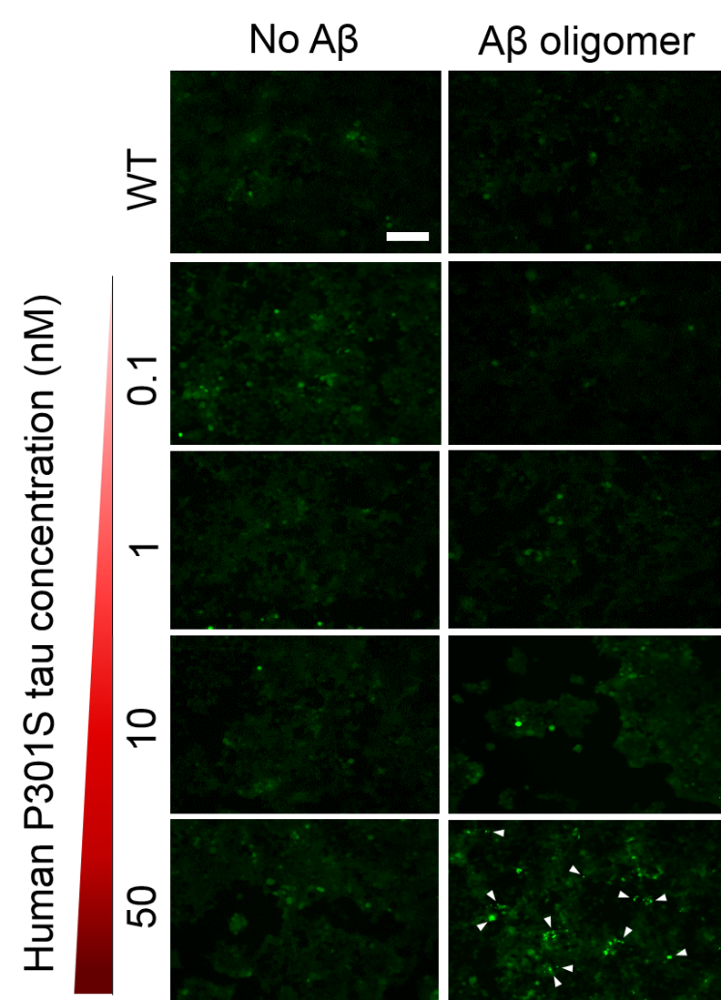 No Aβ
Aβ oligomer
WT
Human P301S tau concentration (nM)
0.1
1
10
50